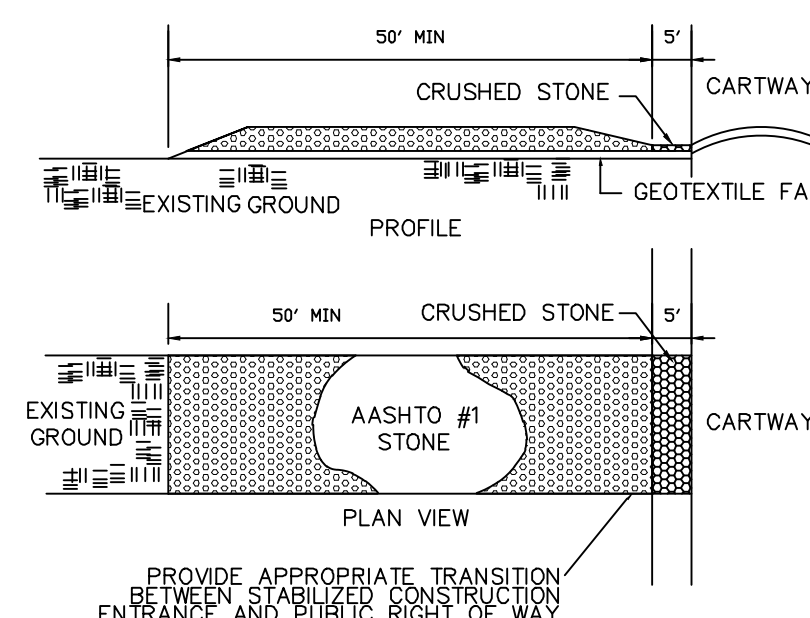 50' MIN
5'
CRUSHED STONE
CARTWAY
EXISTING GROUND
GEOTEXTILE FA
PROFILE
50' MIN
CRUSHED STONE
5'
EXISTING
GROUND
AASHTO #1
STONE
CARTWAY
PLAN VIEW
PROVIDE APPROPRIATE TRANSITION
BETWEEN STABILIZED CONSTRUCTION
ENTRANCE AND PUBLIC RIGHT OF WAY